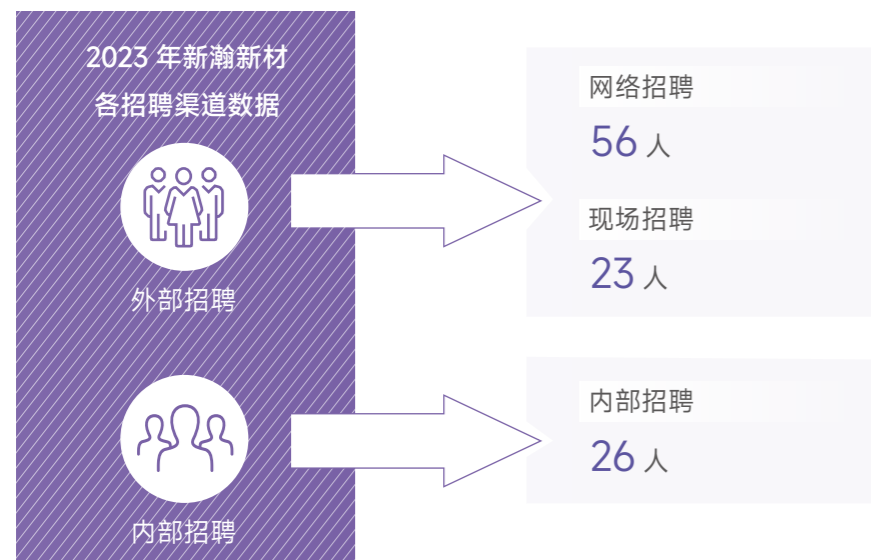 2023 年新瀚新材
各招聘渠道数据
外部招聘
网络招聘
56 人
现场招聘
23 人
内部招聘
内部招聘
26 人